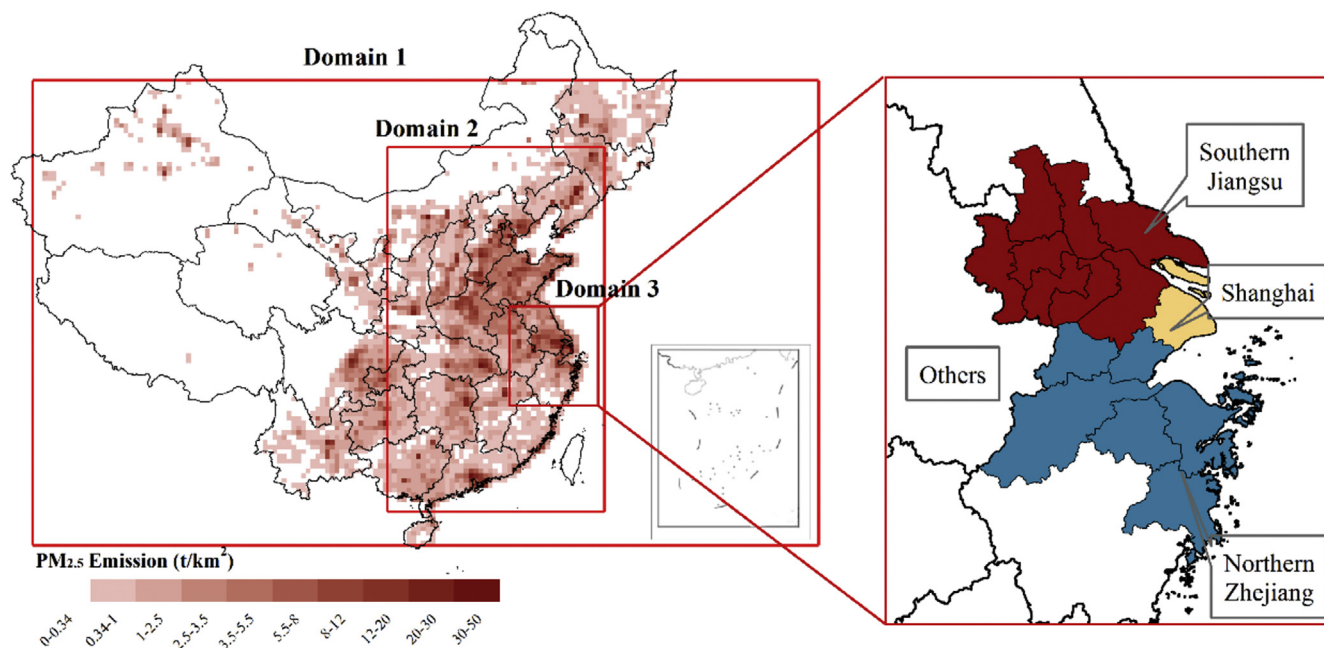 Domain 1
Domain 2
Domain 3
Southern
Jiangsu
Shanghai
Others
Northern
Zhejiang
PM2.5 Emission (t/km²)
0-0.34
0.34-1
1-2.5
2.5-3.5
3.5-5.5
5.5-8
8-12
12-20
20-30
30-50